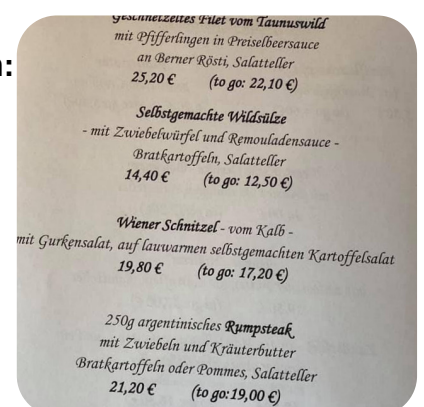 Geschnetzeltes Filet vom Taunuswild
mit Pfifferlingen in Preiselbeersauce
an Berner Rösti, Salatteller
25,20 € (to go: 22,10 €)
Selbstgemachte Wildsülze
- mit Zwiebelwürfel und Remouladensauce -
Bratkartoffeln, Salatteller
14,40 € (to go: 12,50 €)
Wiener Schnitzel - vom Kalb -
mit Gurkensalat, auf lauwarmen selbstgemachten Kartoffelsalat
19,80 € (to go: 17,20 €)
250g argentinisches Rumpsteak
mit Zwiebeln und Kräuterbutter
Bratkartoffeln oder Pommes, Salatteller
21,20 € (to go:19,00 €)